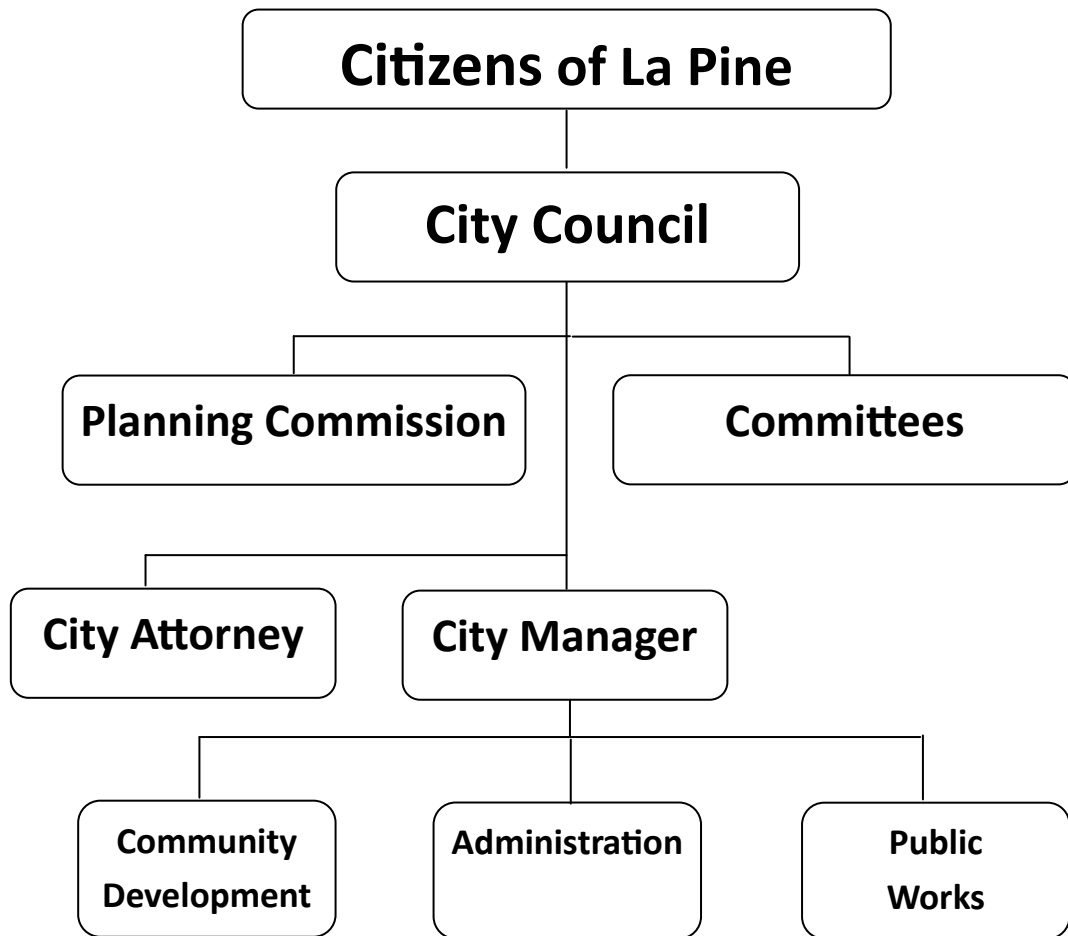 Citizens of La Pine
City Council
Planning Commission
Committees
City Attorney
City Manager
Community
Development
Administration
Public
Works